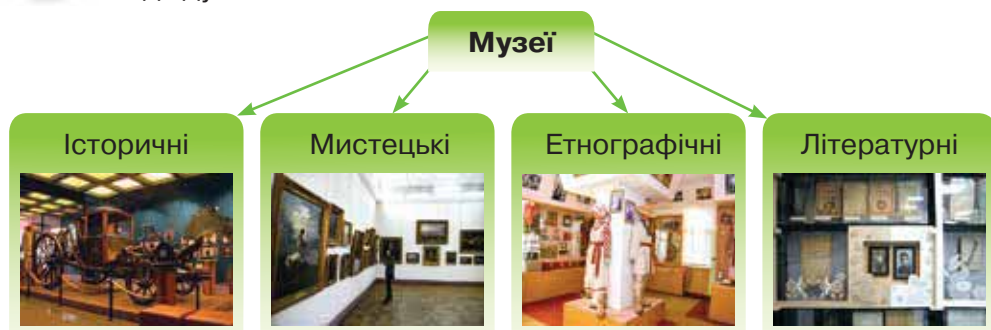 Музеї
Історичні
Мистецькі
Етнографічні
Літературні